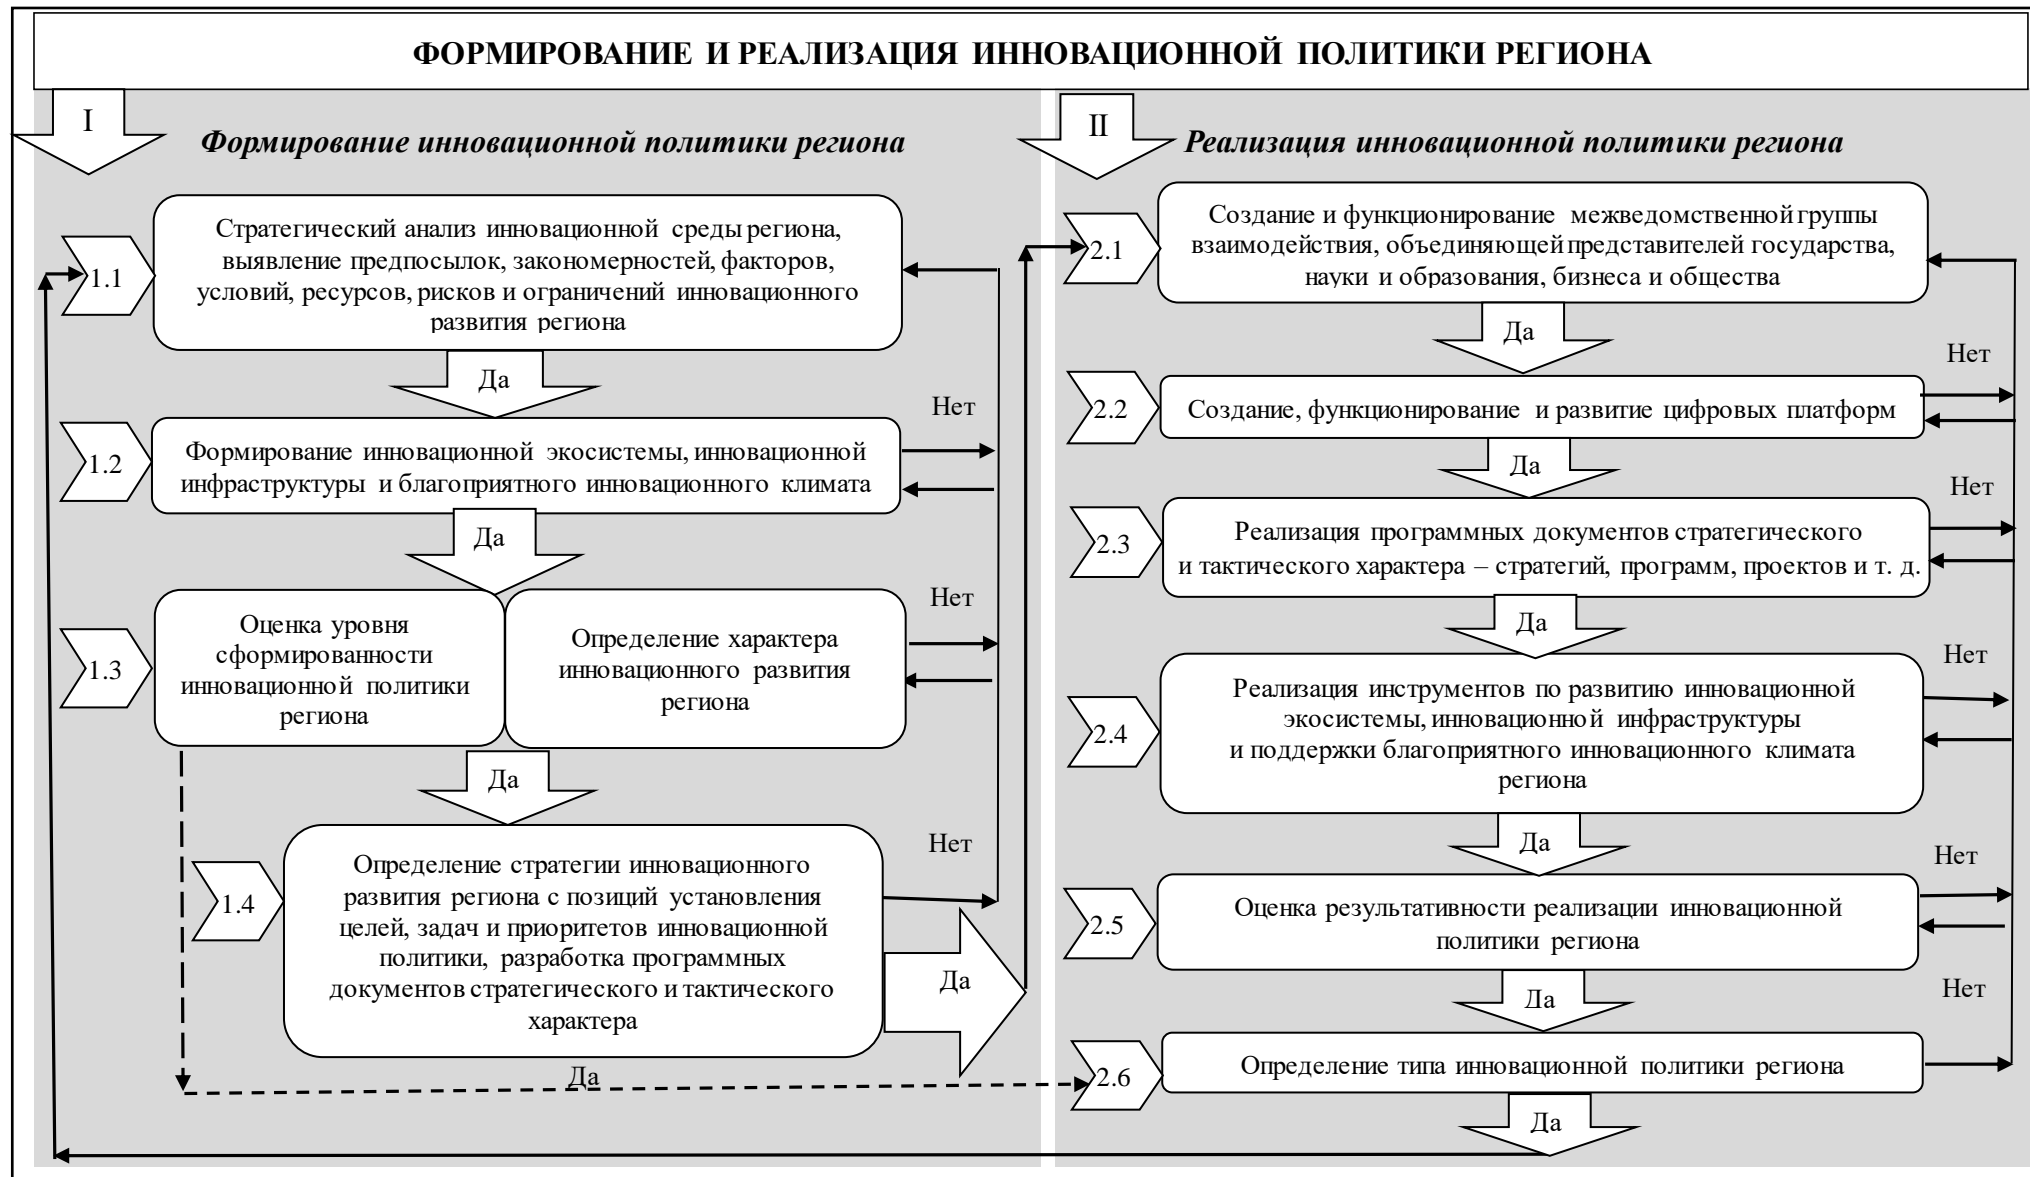 ФОРМИРОВАНИЕ И РЕАЛИЗАЦИЯ ИННОВАЦИОННОЙ ПОЛИТИКИ РЕГИОНА
I
Формирование инновационной политики региона
1.1
Стратегический анализ инновационной среды региона,
выявление предпосылок, закономерностей, факторов,
условий, ресурсов, рисков и ограничений инновационного
развития региона
Да
Нет
1.2
Формирование инновационной экосистемы, инновационной
инфраструктуры и благоприятного инновационного климата
Да
Нет
1.3
Оценка уровня
сформированности
инновационной политики
региона
Определение характера
инновационного развития
региона
Да
Нет
1.4
Определение стратегии инновационного
развития региона с позиций установления
целей, задач и приоритетов инновационной
политики, разработка программных
документов стратегического и тактического
характера
Да
Да
II
Реализация инновационной политики региона
2.1
Создание и функционирование межведомственной группы
взаимодействия, объединяющей представителей государства,
науки и образования, бизнеса и общества
Да
Нет
2.2
Создание, функционирование и развитие цифровых платформ
Да
Нет
2.3
Реализация программных документов стратегического
и тактического характера – стратегий, программ, проектов и т. д.
Да
Нет
2.4
Реализация инструментов по развитию инновационной
экосистемы, инновационной инфраструктуры
и поддержки благоприятного инновационного климата
региона
Да
Нет
2.5
Оценка результативности реализации инновационной
политики региона
Да
Нет
2.6
Определение типа инновационной политики региона
Да